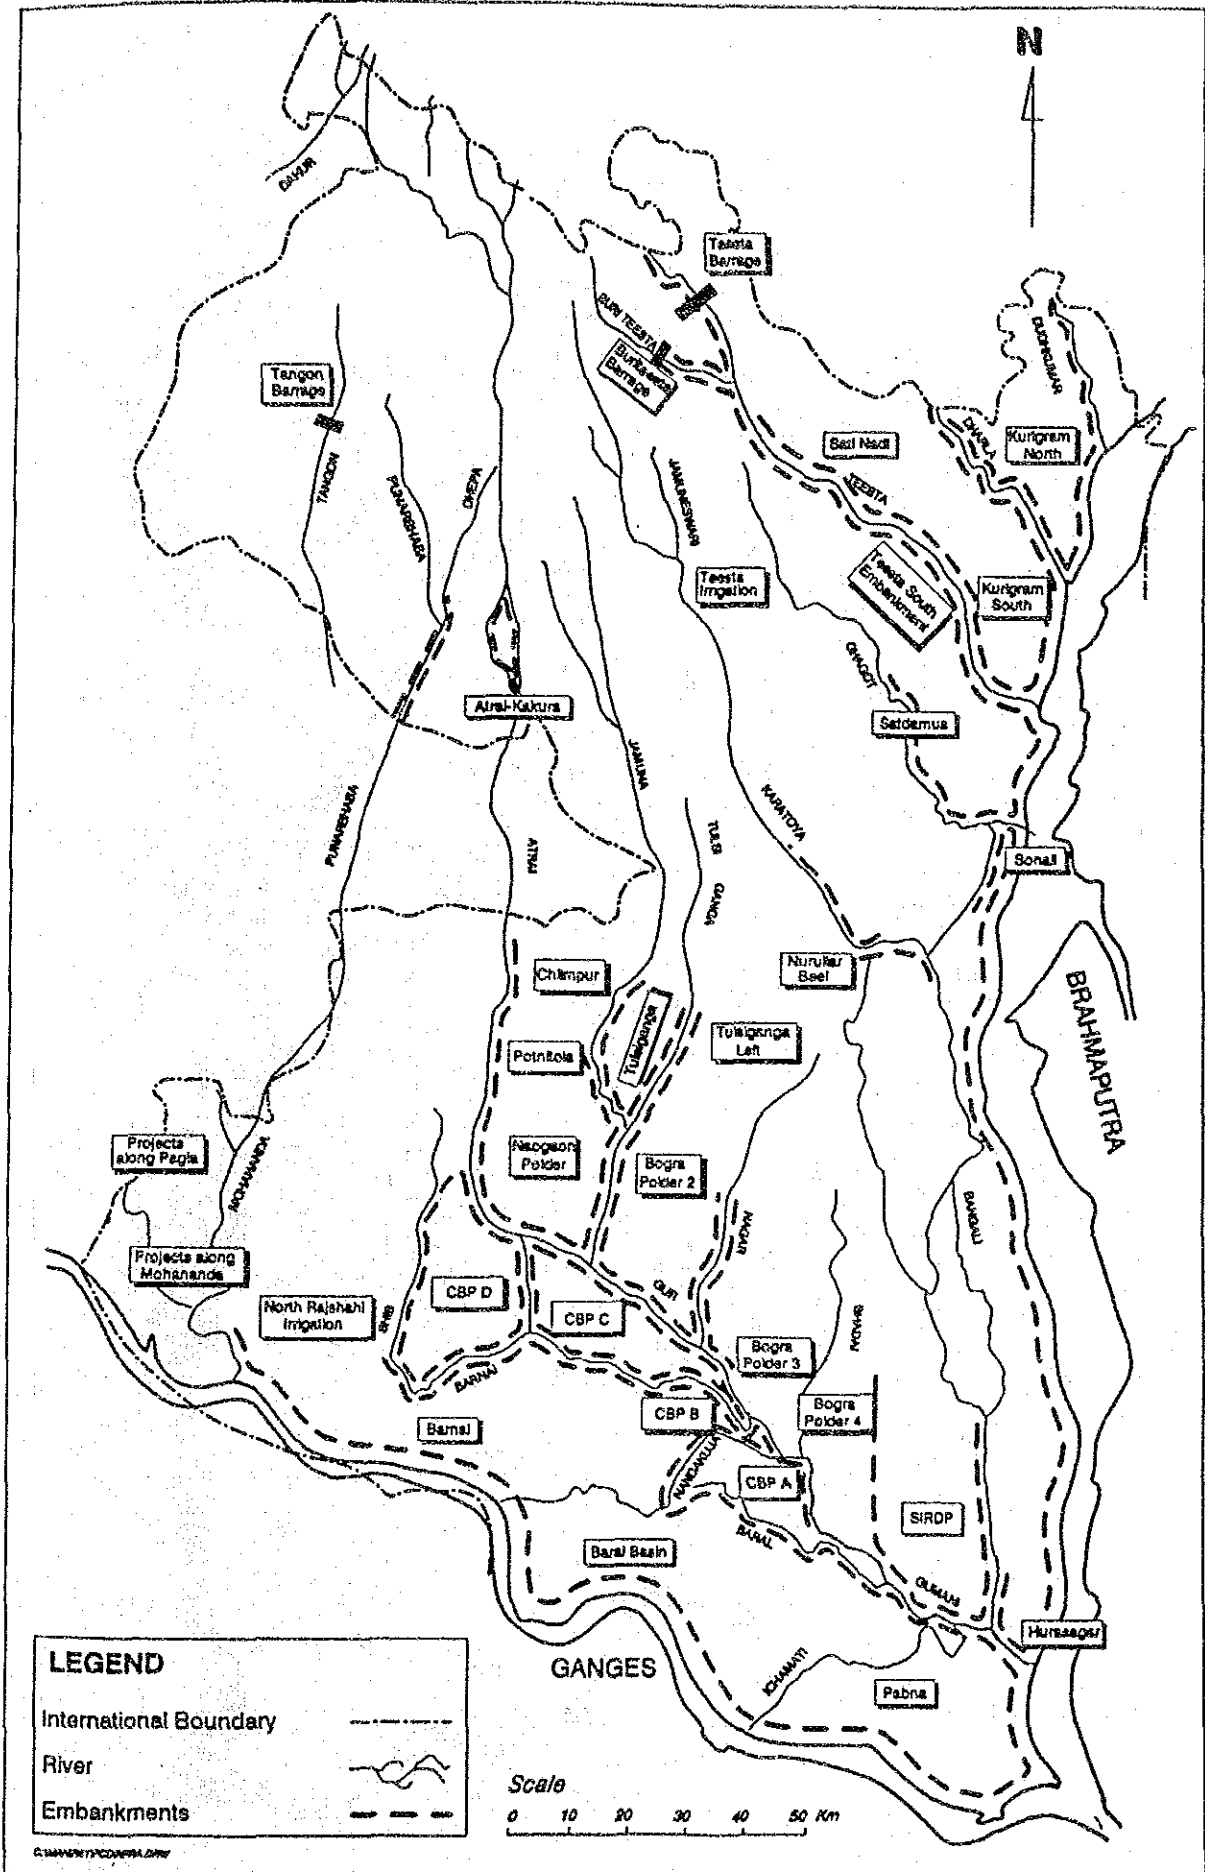 N
DAHUR
Teesta
Barrage
BURI TEESTA
Buriteesta
Barrage
DUDHKUMAR
Tangon
Barrage
TANGON
PUNARBHABA
DHEPA
JAMUNESWARI
Sati Nadi
TEESTA
DHARLA
Kurigram
North
Teesta
Irrigation
Teesta South
Embankment
Kurigram
South
GHAGOT
Atrai-Kakura
Satdamua
JAMUNA
KARATOYA
PUNARBHABA
ATRAI
TULSI
GANGA
Sonail
Chilimpur
Nurullar
Beel
BRAHMAPUTRA
Tulsiganga
Tulsiganga
Left
Potnitola
Projects
along Pagla
MOHANANDA
Naogaon
Polder
Bogra
Polder 2
NAGAR
BANGALI
Projects along
Mohananda
North Rajshahi
Irrigation
SHIB
CBP D
CBP C
GUR
BHADAI
BARNAI
Bogra
Polder 3
Barnai
CBP B
Bogra
Polder 4
NANDAKUJA
CBP A
SIRDP
BARAL
Baral Basin
GUMANI
Hurasagar
GANGES
ICHAMATI
Pabna
LEGEND
International Boundary
River
Embankments
Scale
0 10 20 30 40 50 Km